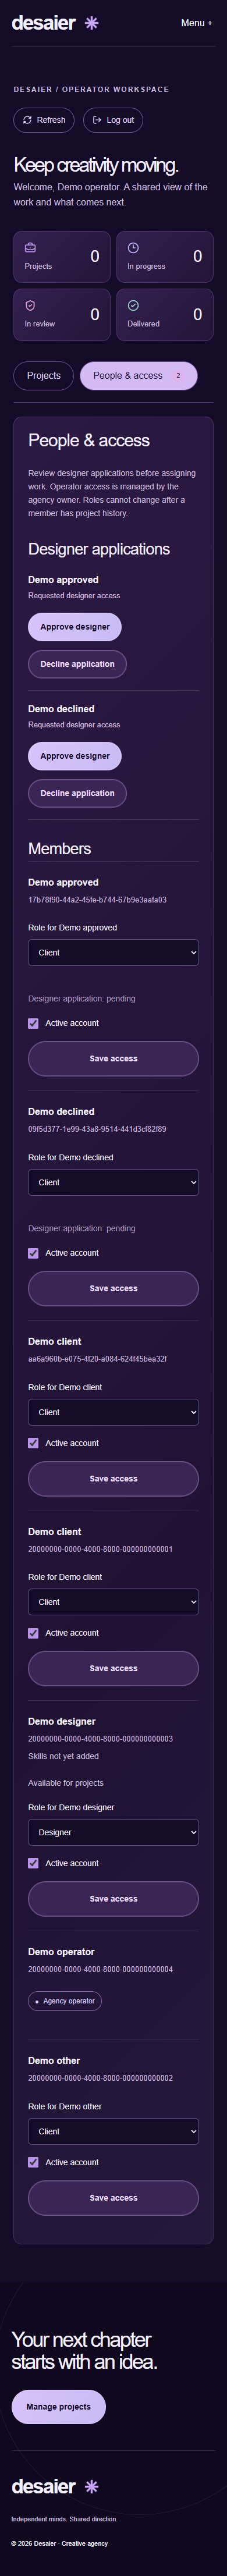 desaier
Menu +
DESAIER / OPERATOR WORKSPACE
Refresh
Log out
Keep creativity moving.
Welcome, Demo operator. A shared view of the
work and what comes next.
Projects
0
In progress
0
In review
0
Delivered
0
Projects
People & access
2
People & access
Review designer applications before assigning
work. Operator access is managed by the
agency owner. Roles cannot change after a
member has project history.
Designer applications
Demo approved
Requested designer access
Approve designer
Decline application
Demo declined
Requested designer access
Approve designer
Decline application
Members
Demo approved
17b78f90-44a2-45fe-b744-67b9e3aafa03
Role for Demo approved
Client
Designer application: pending
Active account
Save access
Demo declined
09f5d377-1e99-43a8-9514-441d3cf82f89
Role for Demo declined
Client
Designer application: pending
Active account
Save access
Demo client
aa6a960b-e075-4f20-a084-624f45bea32f
Role for Demo client
Client
Active account
Save access
Demo client
20000000-0000-4000-8000-000000000001
Role for Demo client
Client
Active account
Save access
Demo designer
20000000-0000-4000-8000-000000000003
Skills not yet added
Available for projects
Role for Demo designer
Designer
Active account
Save access
Demo operator
20000000-0000-4000-8000-000000000004
Agency operator
Demo other
20000000-0000-4000-8000-000000000002
Role for Demo other
Client
Active account
Save access
Your next chapter
starts with an idea.
Manage projects
desaier
Independent minds. Shared direction.
© 2026 Desaier · Creative agency